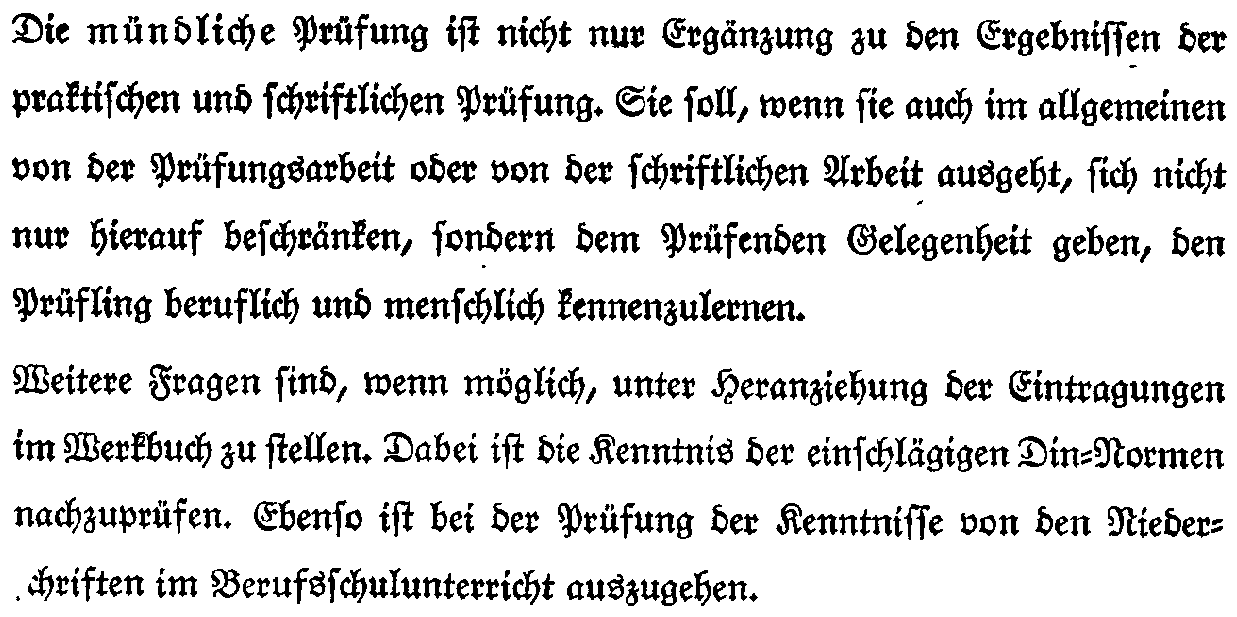 Die mündliche Prüfung ist nicht nur Ergänzung zu den Ergebnissen der
praktischen und schriftlichen Prüfung. Sie soll, wenn sie auch im allgemeinen
von der Prüfungsarbeit oder von der schriftlichen Arbeit ausgeht, sich nicht
nur hierauf beschränken, sondern dem Prüfenden Gelegenheit geben, den
Prüfling beruflich und menschlich kennenzulernen.
Weitere Fragen sind, wenn möglich, unter Heranziehung der Eintragungen
im Werkbuch zu stellen. Dabei ist die Kenntnis der einschlägigen Din-Normen
nachzuprüfen. Ebenso ist bei der Prüfung der Kenntnisse von den Nieder-
chriften im Berufsschulunterricht auszugehen.